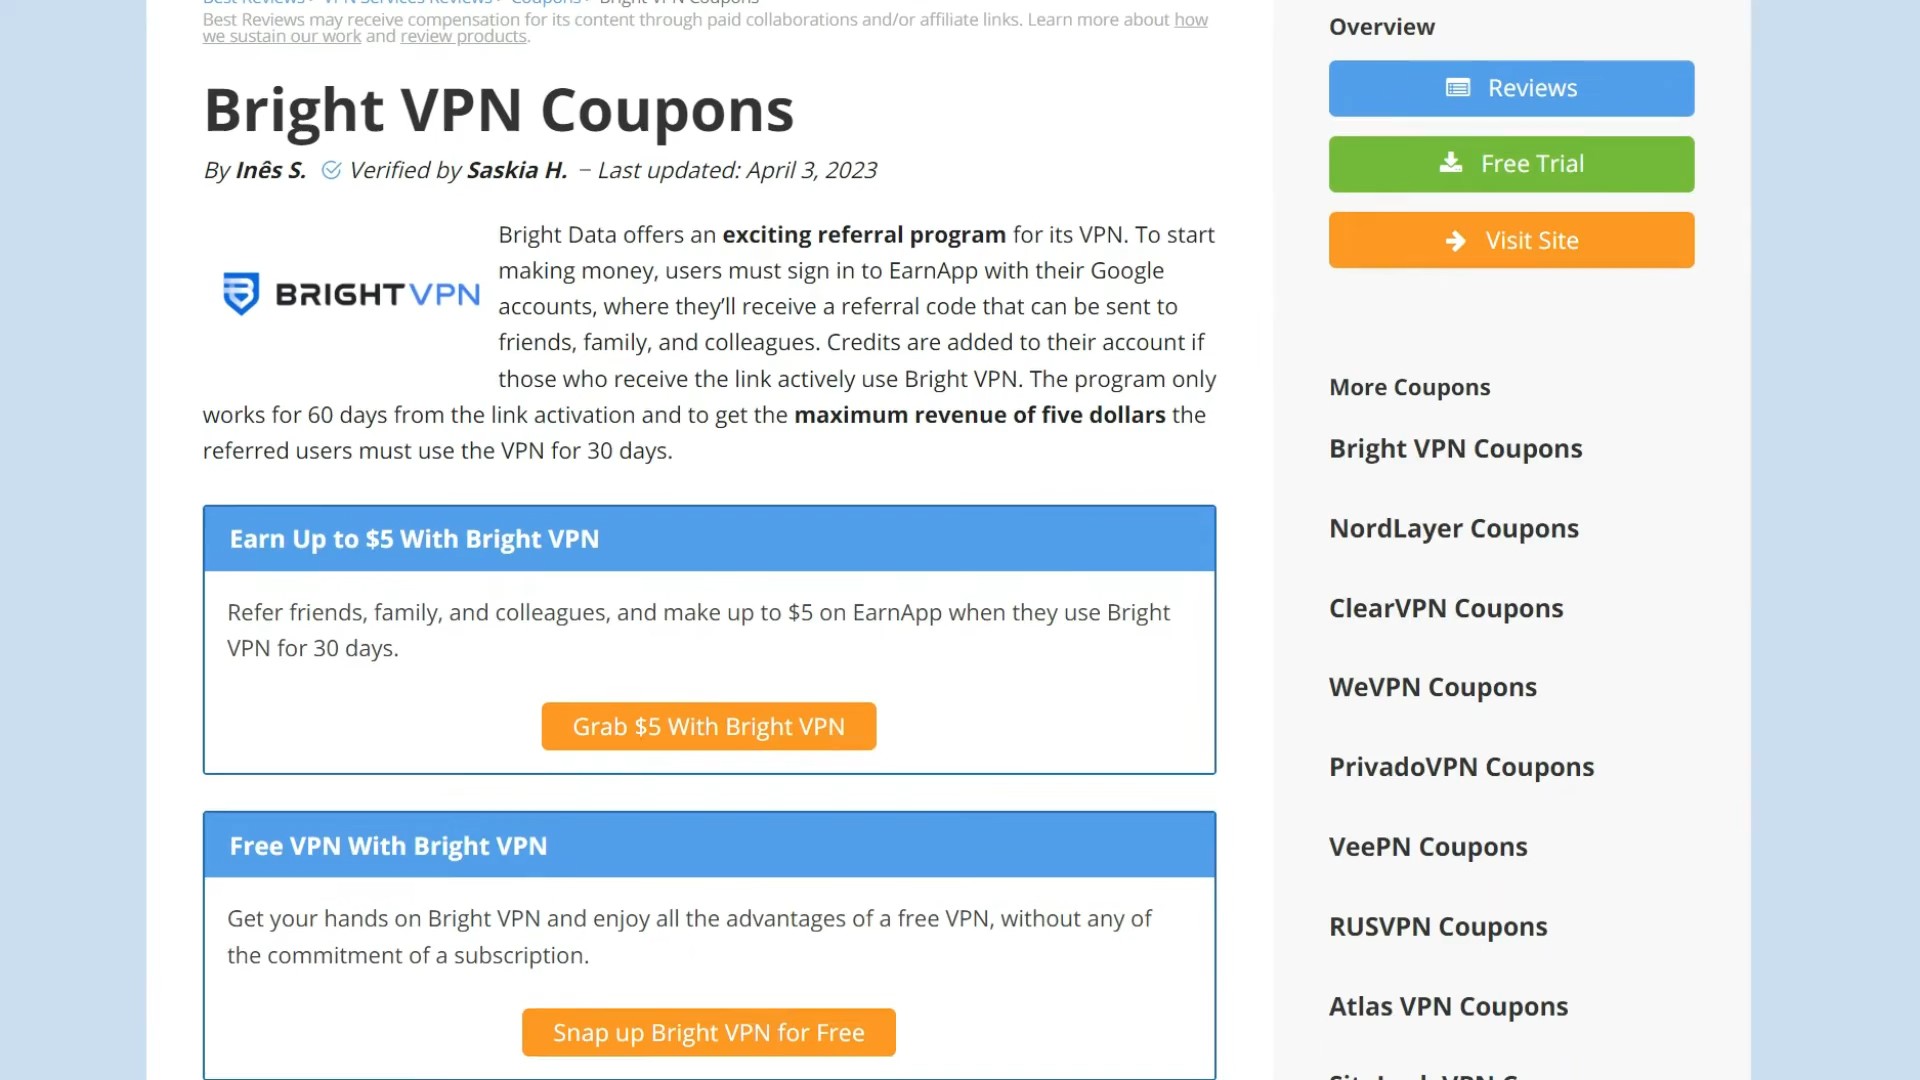 Best Reviews may receive compensation for its content through paid collaborations and/or affiliate links. Learn more about how
we sustain our work and review products.
Bright VPN Coupons
By Inês S. Verified by Saskia H. – Last updated: April 3, 2023
BRIGHTVPN
Bright Data offers an exciting referral program for its VPN. To start
making money, users must sign in to EarnApp with their Google
accounts, where they’ll receive a referral code that can be sent to
friends, family, and colleagues. Credits are added to their account if
those who receive the link actively use Bright VPN. The program only
works for 60 days from the link activation and to get the maximum revenue of five dollars the
referred users must use the VPN for 30 days.
Earn Up to $5 With Bright VPN
Refer friends, family, and colleagues, and make up to $5 on EarnApp when they use Bright
VPN for 30 days.
Grab $5 With Bright VPN
Free VPN With Bright VPN
Get your hands on Bright VPN and enjoy all the advantages of a free VPN, without any of
the commitment of a subscription.
Snap up Bright VPN for Free
Overview
Reviews
Free Trial
Visit Site
More Coupons
Bright VPN Coupons
NordLayer Coupons
ClearVPN Coupons
WeVPN Coupons
PrivadoVPN Coupons
VeePN Coupons
RUSVPN Coupons
Atlas VPN Coupons